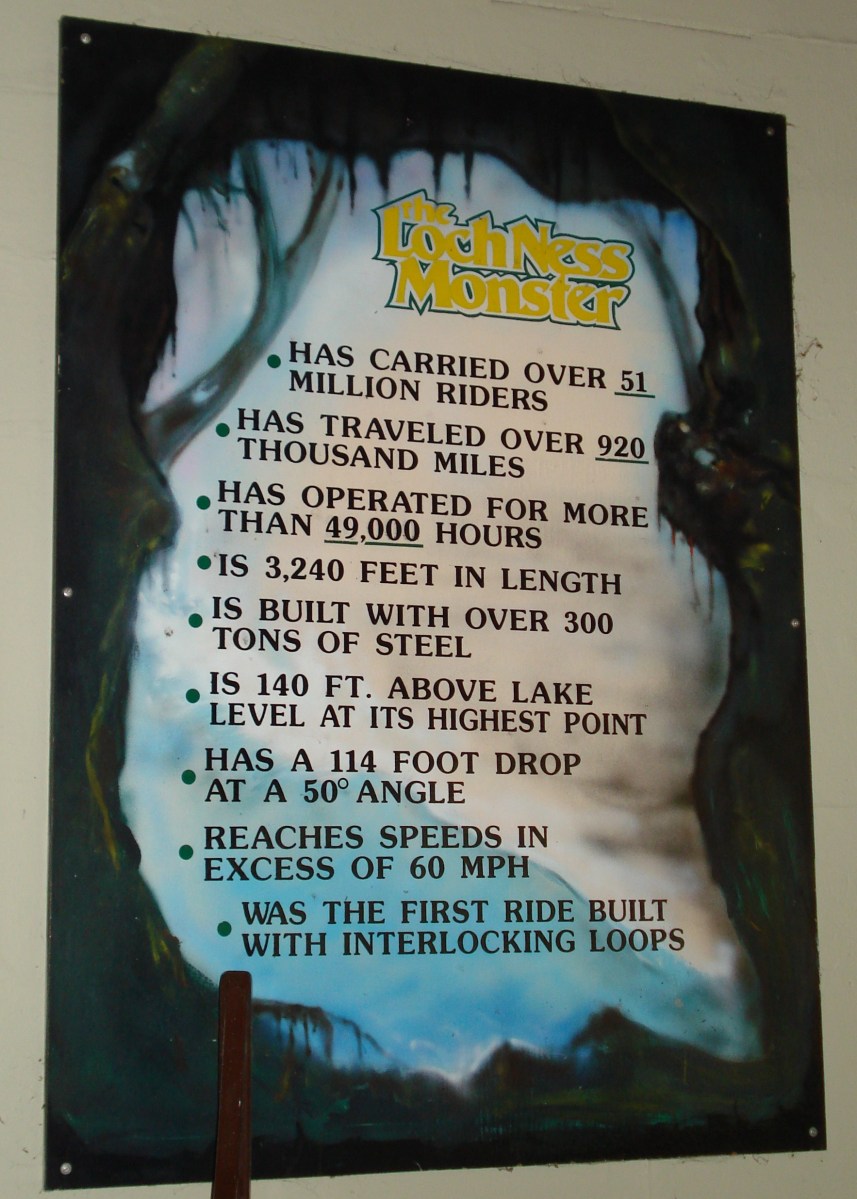 the
Loch Ness
Monster
• HAS CARRIED OVER 51
MILLION RIDERS
• HAS TRAVELED OVER 920
THOUSAND MILES
• HAS OPERATED FOR MORE
THAN 49,000 HOURS
• IS 3,240 FEET IN LENGTH
• IS BUILT WITH OVER 300
TONS OF STEEL
• IS 140 FT. ABOVE LAKE
LEVEL AT ITS HIGHEST POINT
• HAS A 114 FOOT DROP
AT A 50° ANGLE
• REACHES SPEEDS IN
EXCESS OF 60 MPH
• WAS THE FIRST RIDE BUILT
WITH INTERLOCKING LOOPS